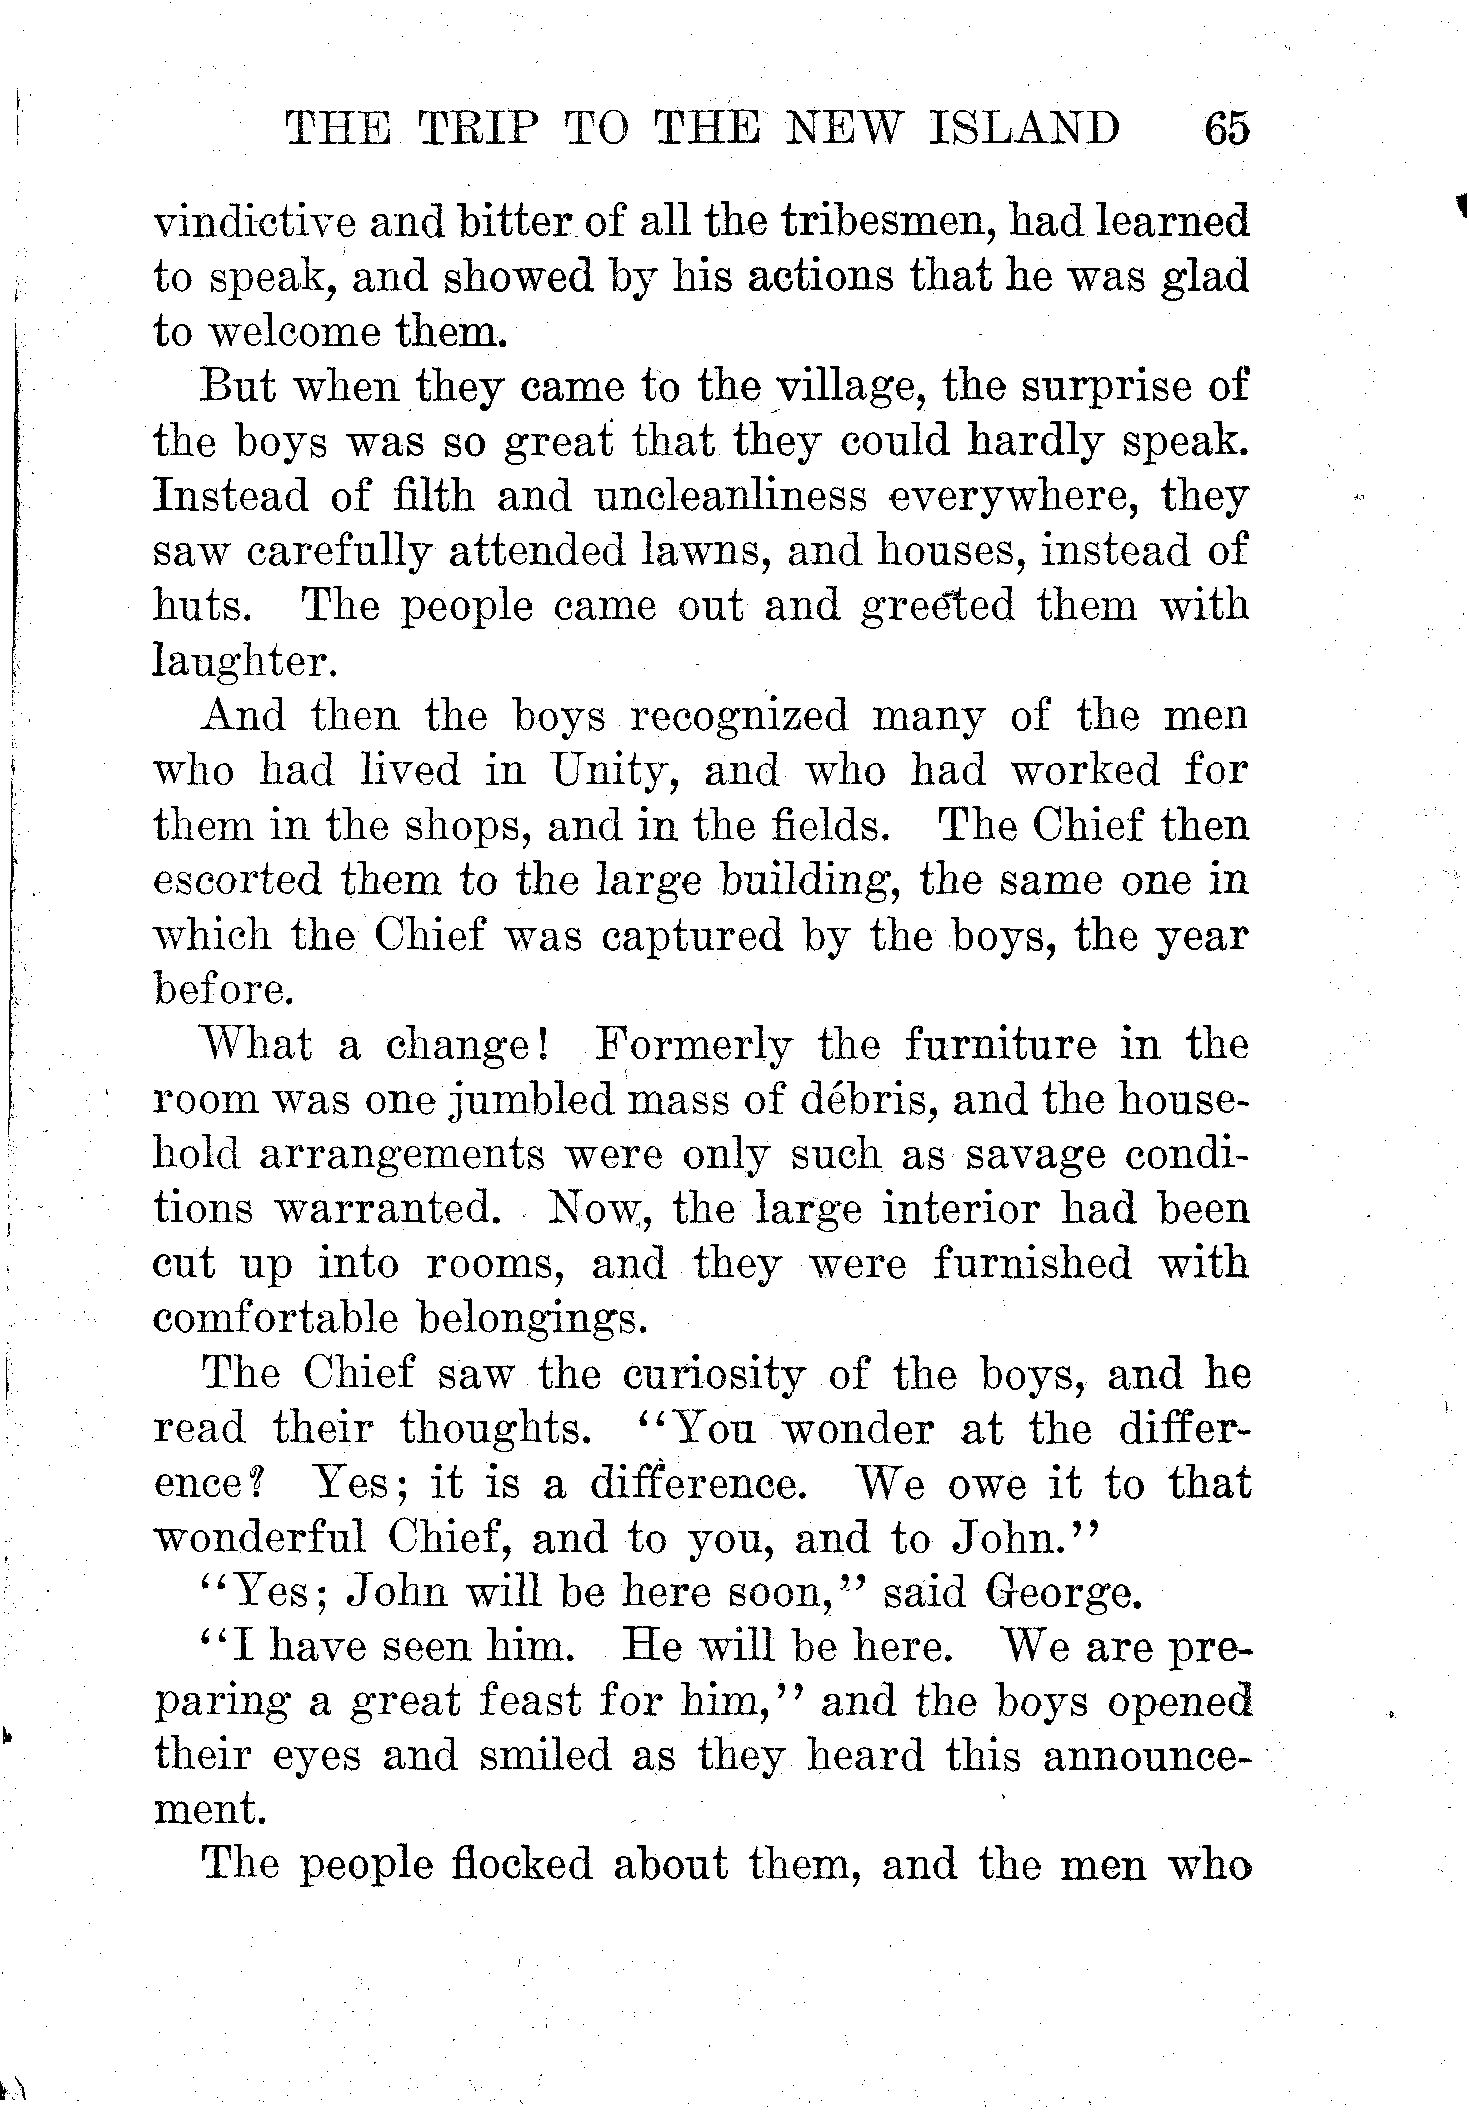 THE TRIP TO THE NEW ISLAND 65
vindictive and bitter of all the tribesmen, had learned
to speak, and showed by his actions that he was glad
to welcome them.
But when they came to the village, the surprise of
the boys was so great that they could hardly speak.
Instead of filth and uncleanliness everywhere, they
saw carefully attended lawns, and houses, instead of
huts. The people came out and greeted them with
laughter.
And then the boys recognized many of the men
who had lived in Unity, and who had worked for
them in the shops, and in the fields. The Chief then
escorted them to the large building, the same one in
which the Chief was captured by the boys, the year
before.
What a change! Formerly the furniture in the
room was one jumbled mass of débris, and the house-
hold arrangements were only such as savage condi-
tions warranted. Now, the large interior had been
cut up into rooms, and they were furnished with
comfortable belongings.
The Chief saw the curiosity of the boys, and he
read their thoughts. "You wonder at the differ-
ence? Yes; it is a difference. We owe it to that
wonderful Chief, and to you, and to John."
"Yes; John will be here soon," said George.
"I have seen him. He will be here. We are pre-
paring a great feast for him," and the boys opened
their eyes and smiled as they heard this announce-
ment.
The people flocked about them, and the men who